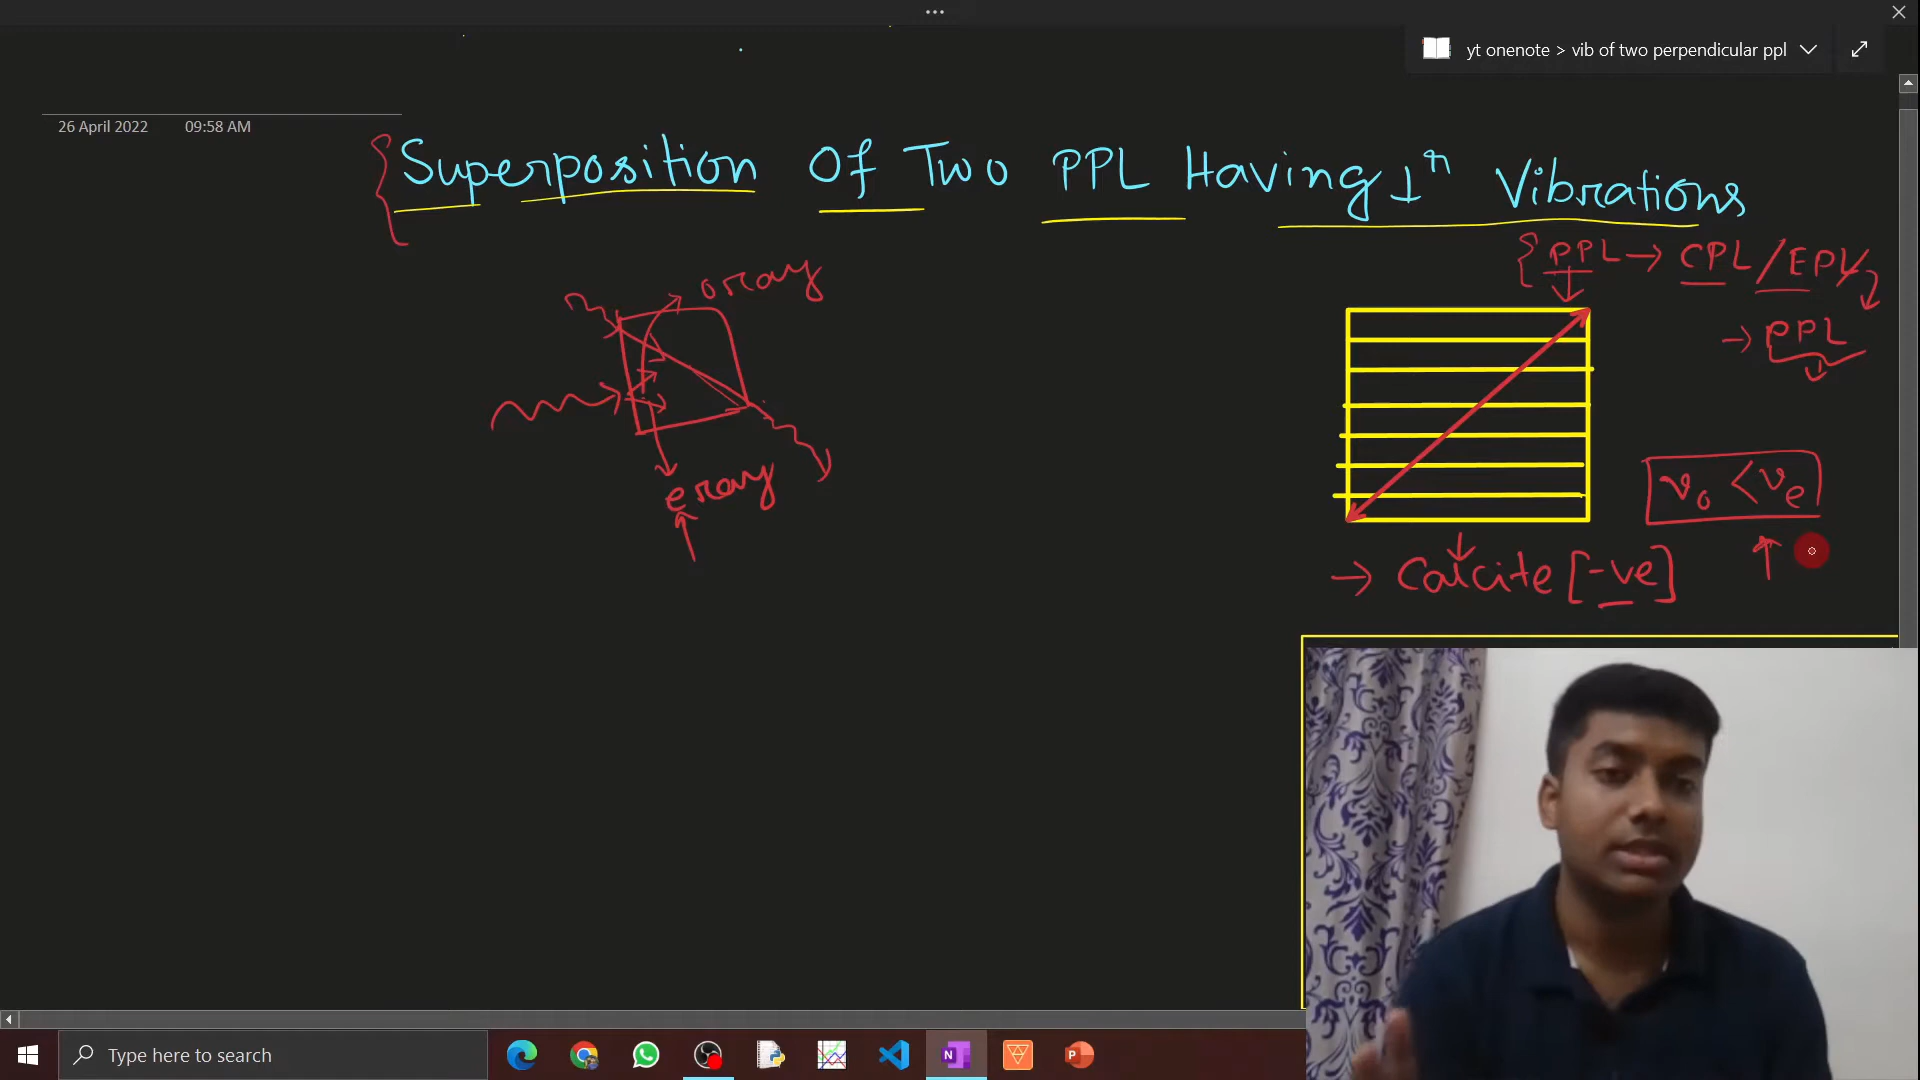 ...
yt onenote > vib of two perpendicular ppl
26 April 2022 09:58 AM
Superposition Of Two PPL Having ⊥ⁿ Vibrations
{ PPL → CPL / EPL
→ PPL
o ray
e ray
v₀ < vₑ
→ Calcite [-ve]
Type here to search
N
P